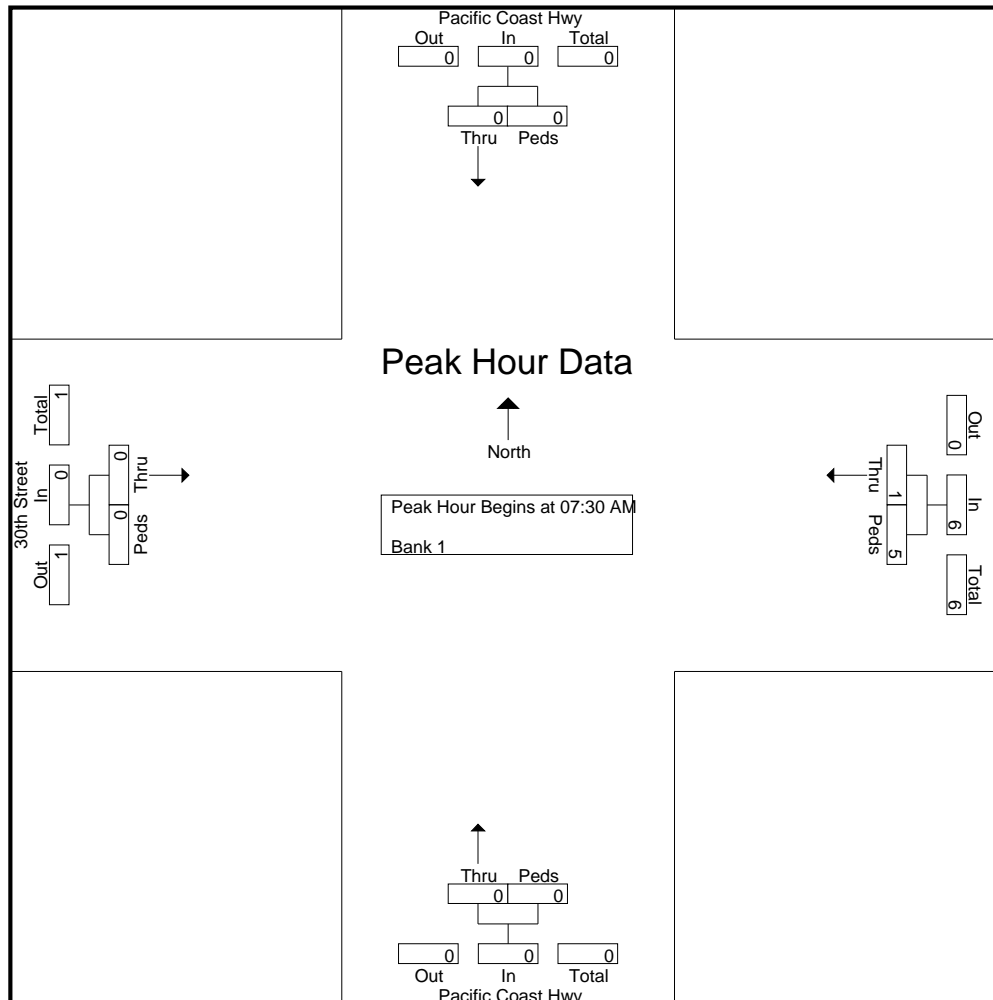 Pacific Coast Hwy
Out In Total
0 0 0
0 0
Thru Peds
Peak Hour Data
North
Peak Hour Begins at 07:30 AM
Bank 1
30th Street
Out In Total
1 0 1
0 0
Peds Thru
Out In Total
0 6 6
1 5
Thru Peds
Thru Peds
0 0
0 0 0
Out In Total
Pacific Coast Hwy